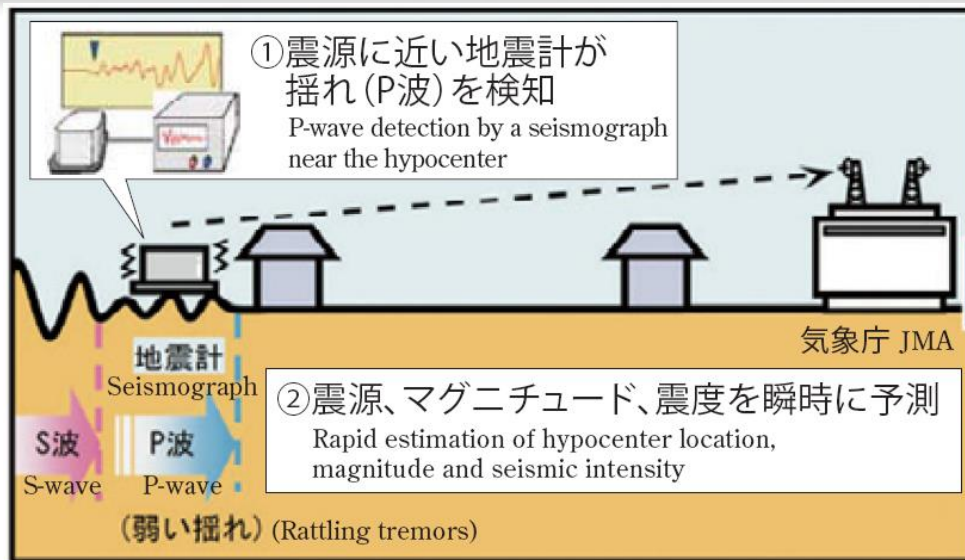 ①震源に近い地震計が
揺れ(P波)を検知
P-wave detection by a seismograph
near the hypocenter
気象庁 JMA
地震計
Seismograph
②震源、マグニチュード、震度を瞬時に予測
Rapid estimation of hypocenter location,
magnitude and seismic intensity
S波
S-wave
P波
P-wave
(弱い揺れ) (Rattling tremors)